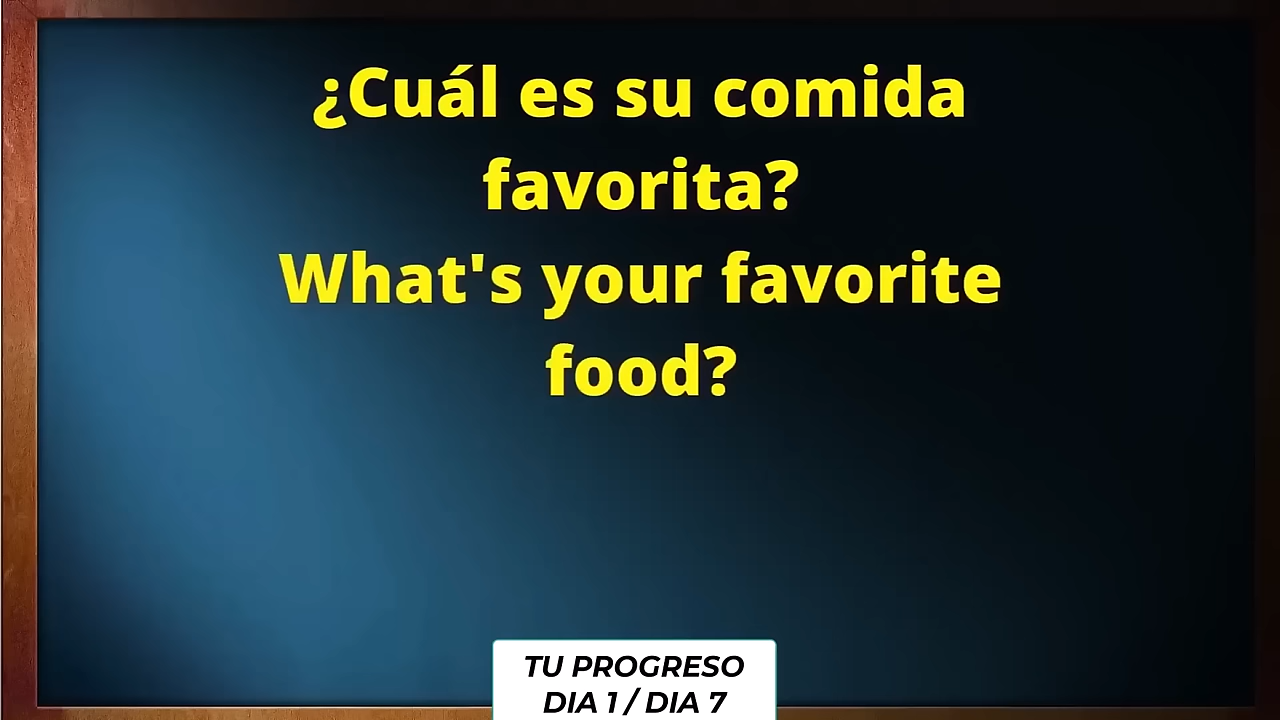 ¿Cuál es su comida
favorita?
What's your favorite
food?
TU PROGRESO
DIA 1 / DIA 7